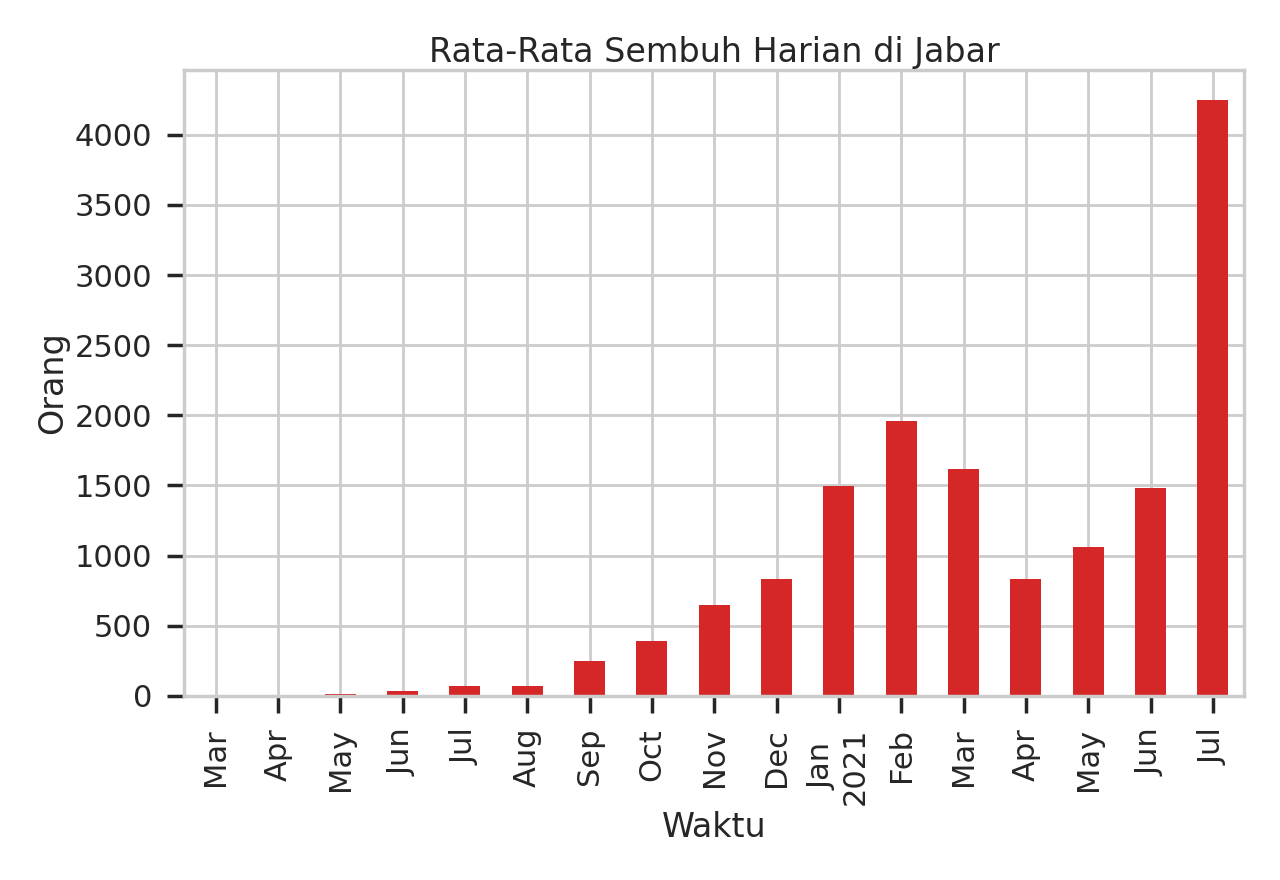 Rata-Rata Sembuh Harian di Jabar
4000
3500
3000
2500
2000
1500
1000
500
0
Orang
Mar
Apr
May
Jun
Jul
Aug
Sep
Oct
Nov
Dec
Jan
2021
Feb
Mar
Apr
May
Jun
Jul
Waktu